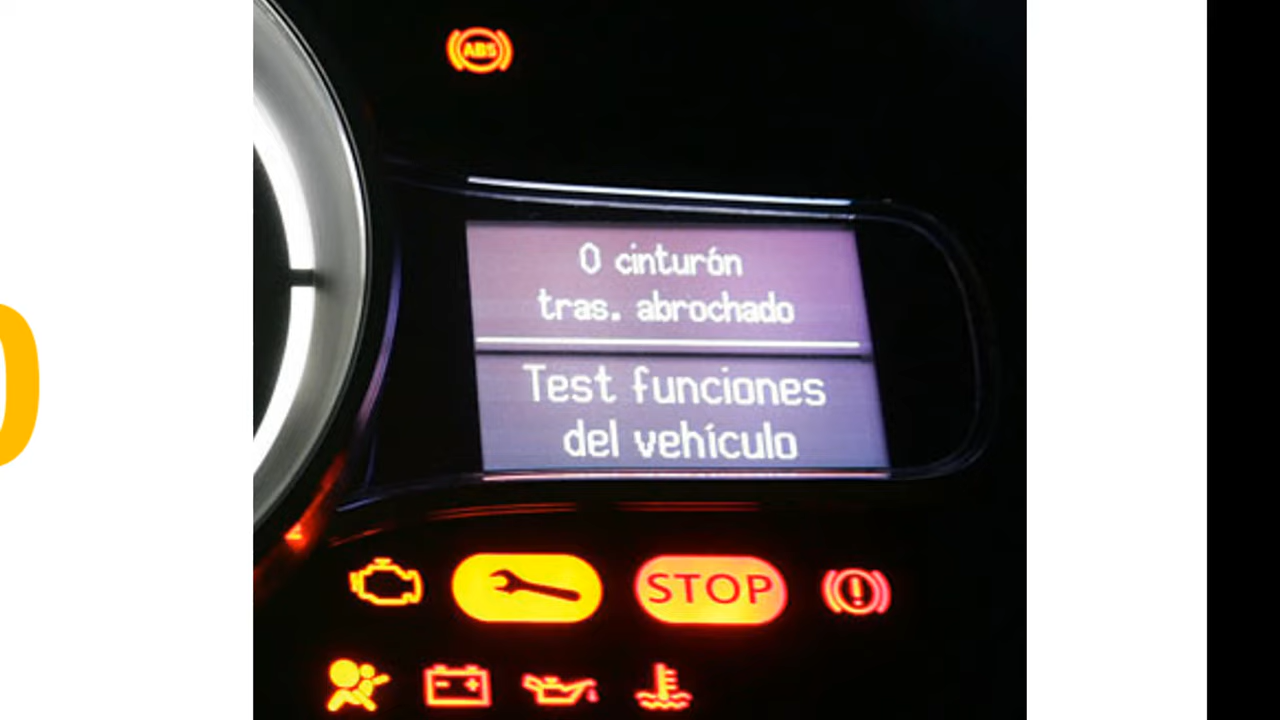 ABS
0 cinturón
tras. abrochado
Test funciones
del vehículo
STOP